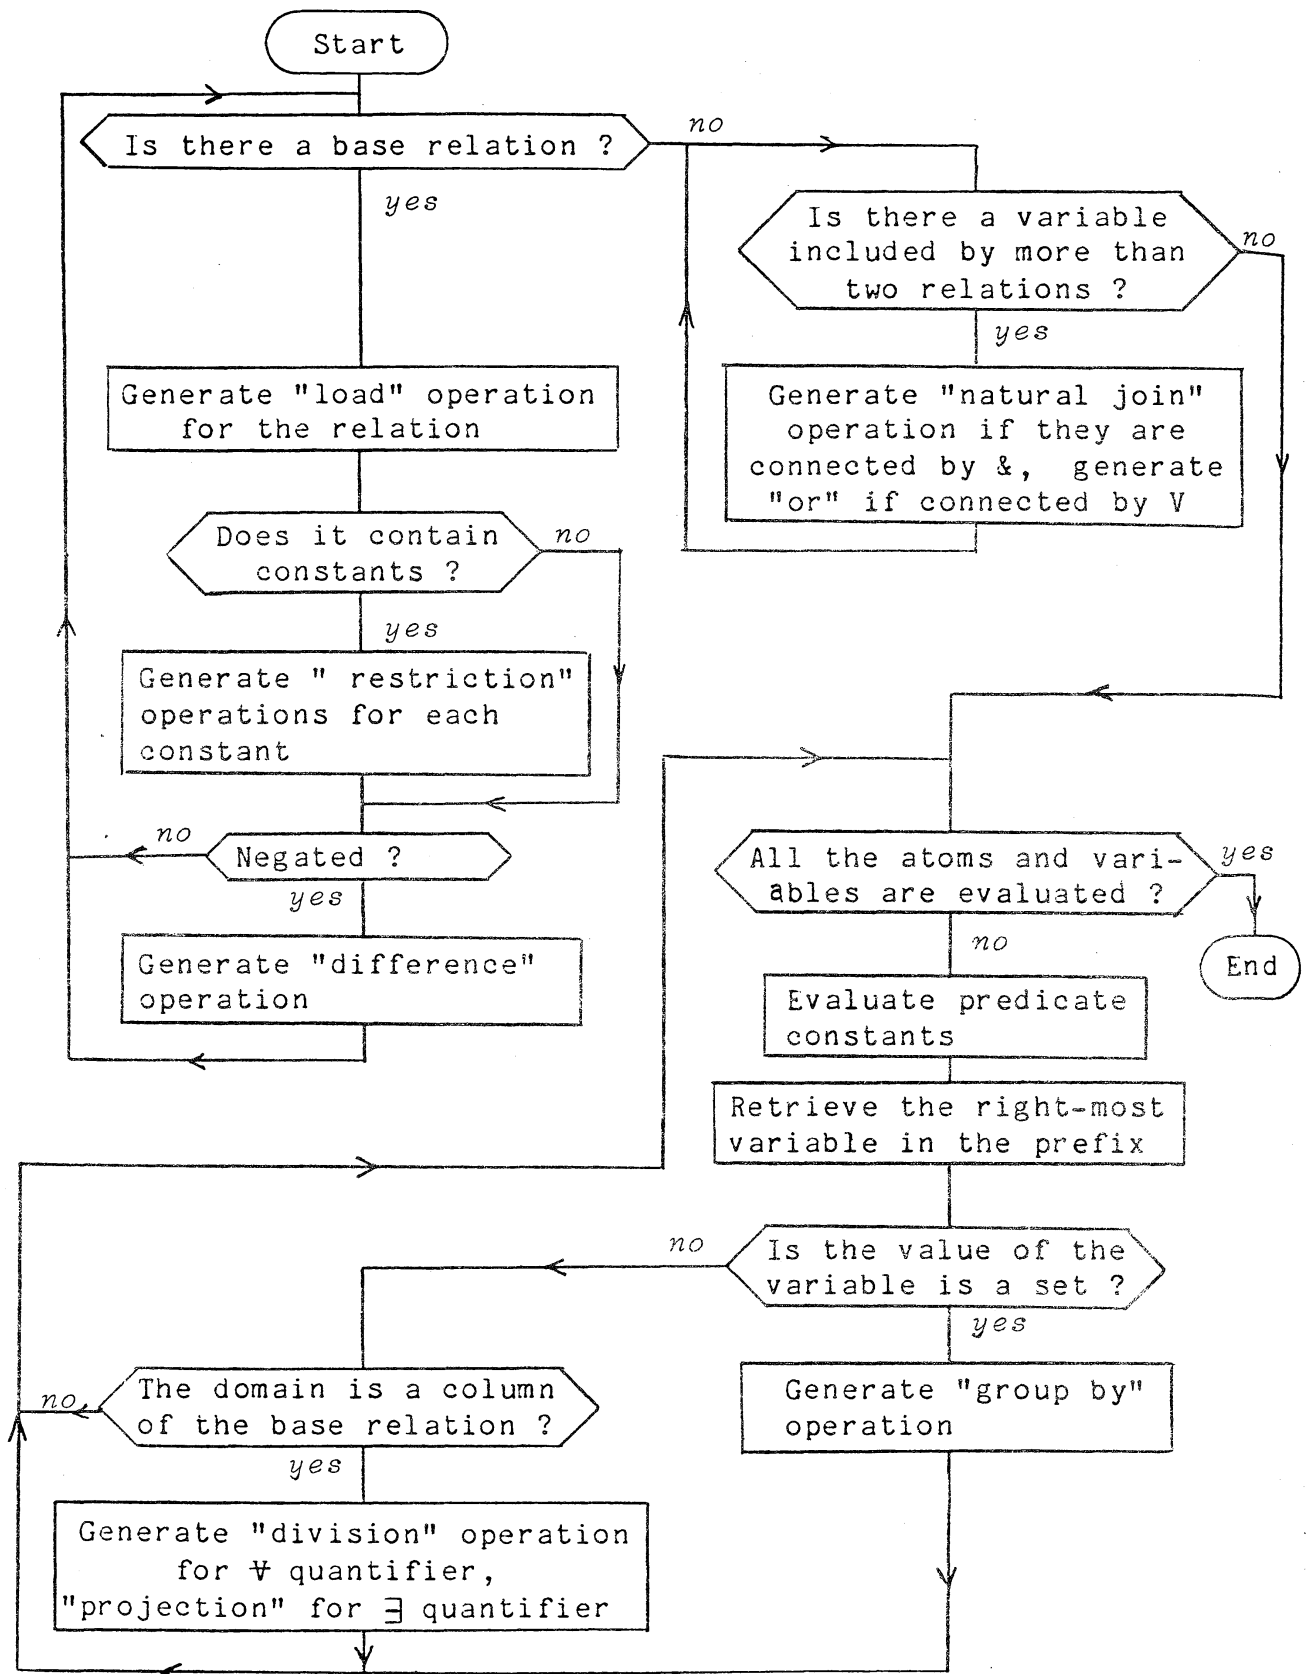 Start
Is there a base relation ?
no
yes
Is there a variable
included by more than
two relations ?
no
yes
Generate "natural join"
operation if they are
connected by &, generate
"or" if connected by V
Generate "load" operation
for the relation
Does it contain
constants ?
no
yes
Generate " restriction"
operations for each
constant
Negated ?
no
yes
Generate "difference"
operation
All the atoms and vari-
ables are evaluated ?
yes
End
no
Evaluate predicate
constants
Retrieve the right-most
variable in the prefix
Is the value of the
variable is a set ?
no
yes
Generate "group by"
operation
The domain is a column
of the base relation ?
no
yes
Generate "division" operation
for ∀ quantifier,
"projection" for ∃ quantifier